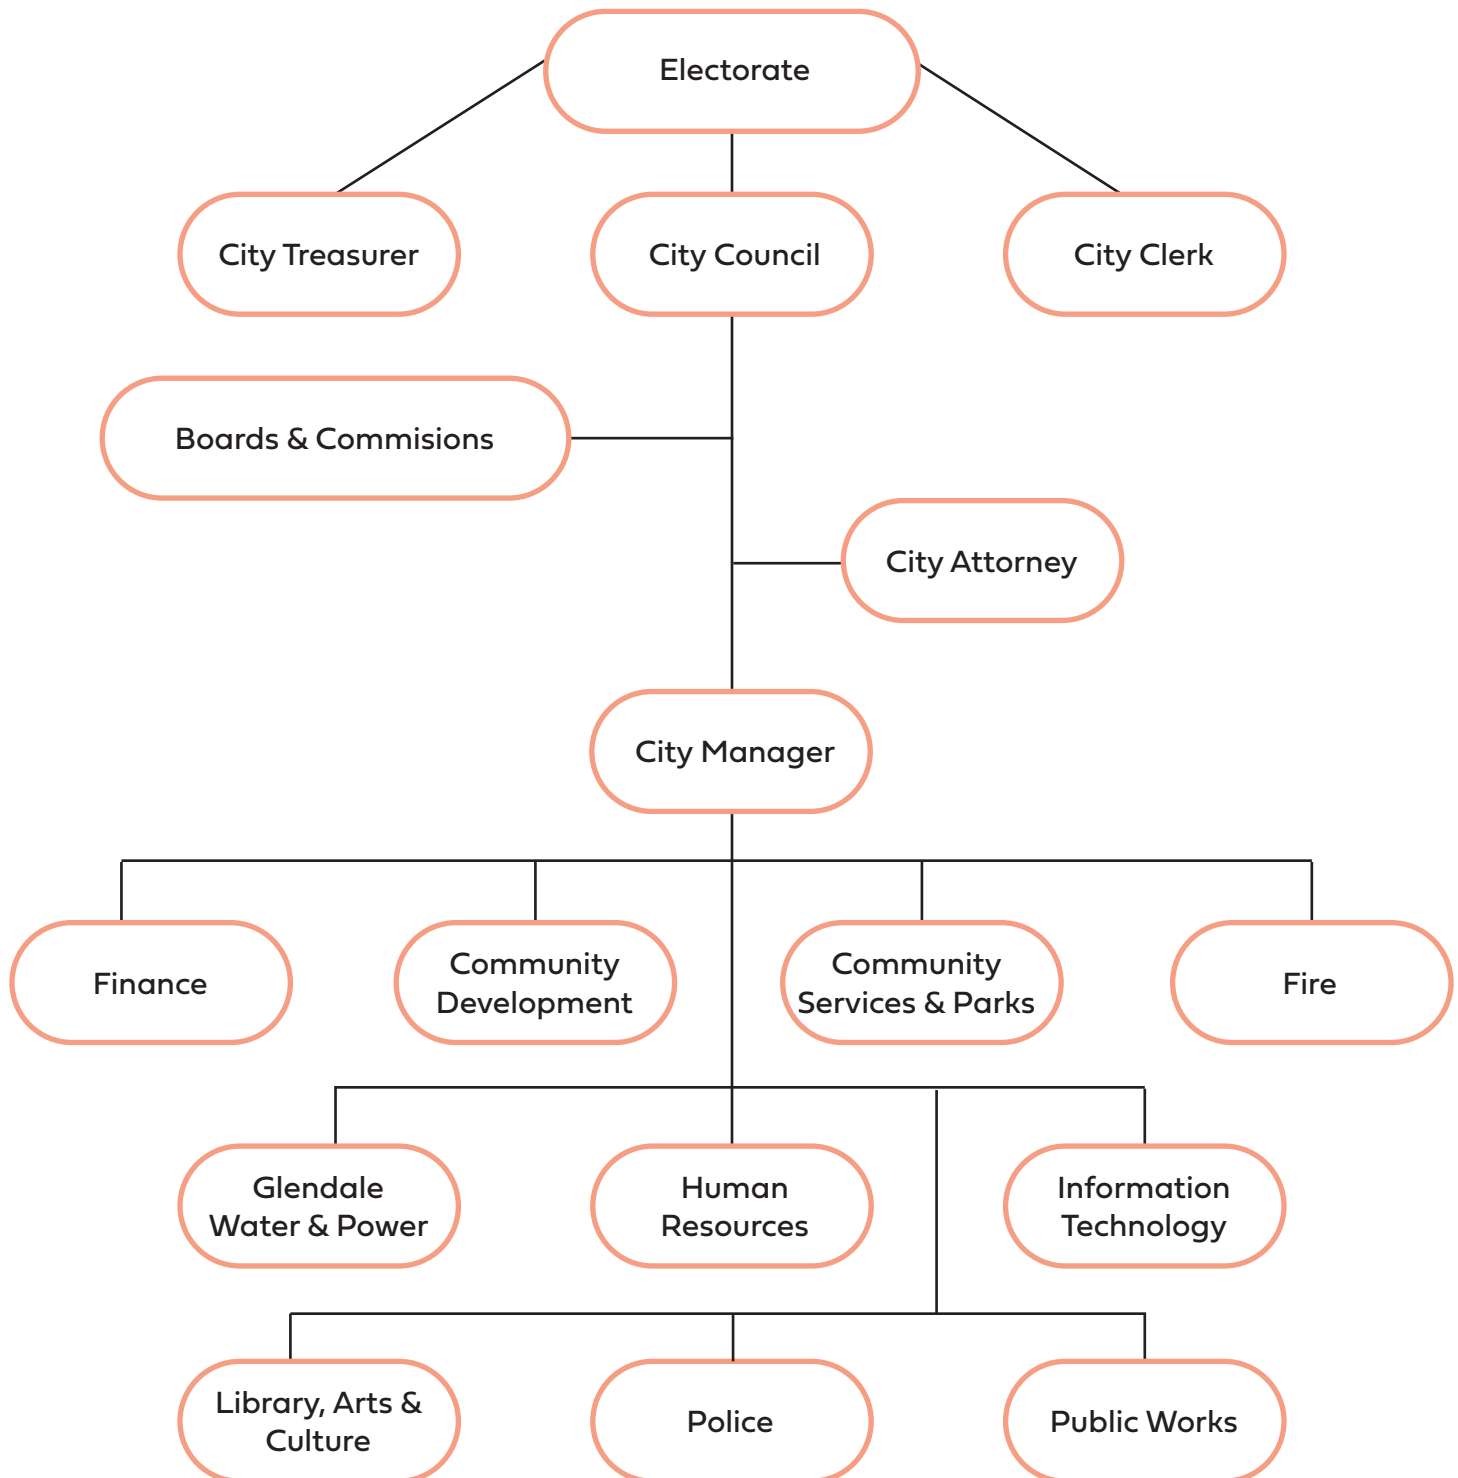 Electorate
City Treasurer
City Council
City Clerk
Boards & Commisions
City Attorney
City Manager
Finance
Community
Development
Community
Services & Parks
Fire
Glendale
Water & Power
Human
Resources
Information
Technology
Library, Arts &
Culture
Police
Public Works